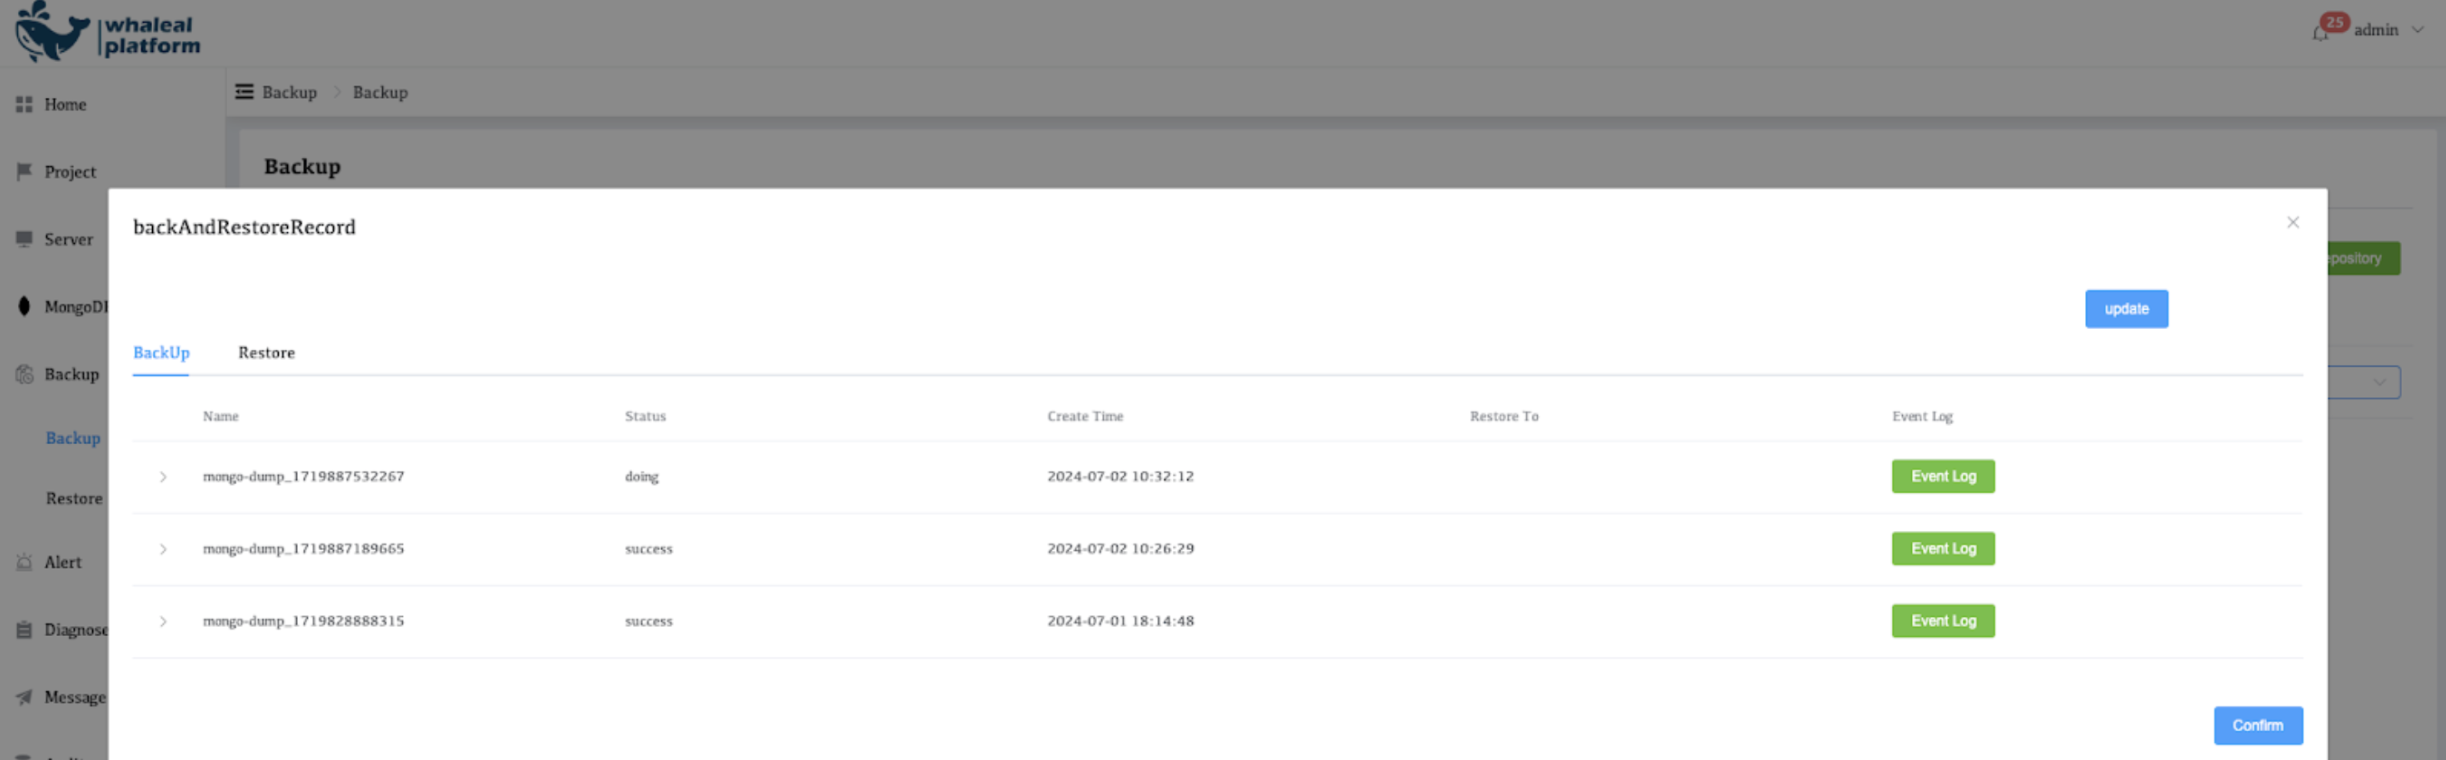 whaleal
platform
25 admin
Home
Backup Backup
Project
Backup
Server
backAndRestoreRecord
MongoD
update
BackUp Restore
Backup
Name Status Create Time Restore To Event Log
Backup
mongo-dump_1719887532267 doing 2024-07-02 10:32:12 Event Log
Restore
mongo-dump_1719887189665 success 2024-07-02 10:26:29 Event Log
Alert
mongo-dump_1719828888315 success 2024-07-01 18:14:48 Event Log
Diagnose
Message
Confirm
epository